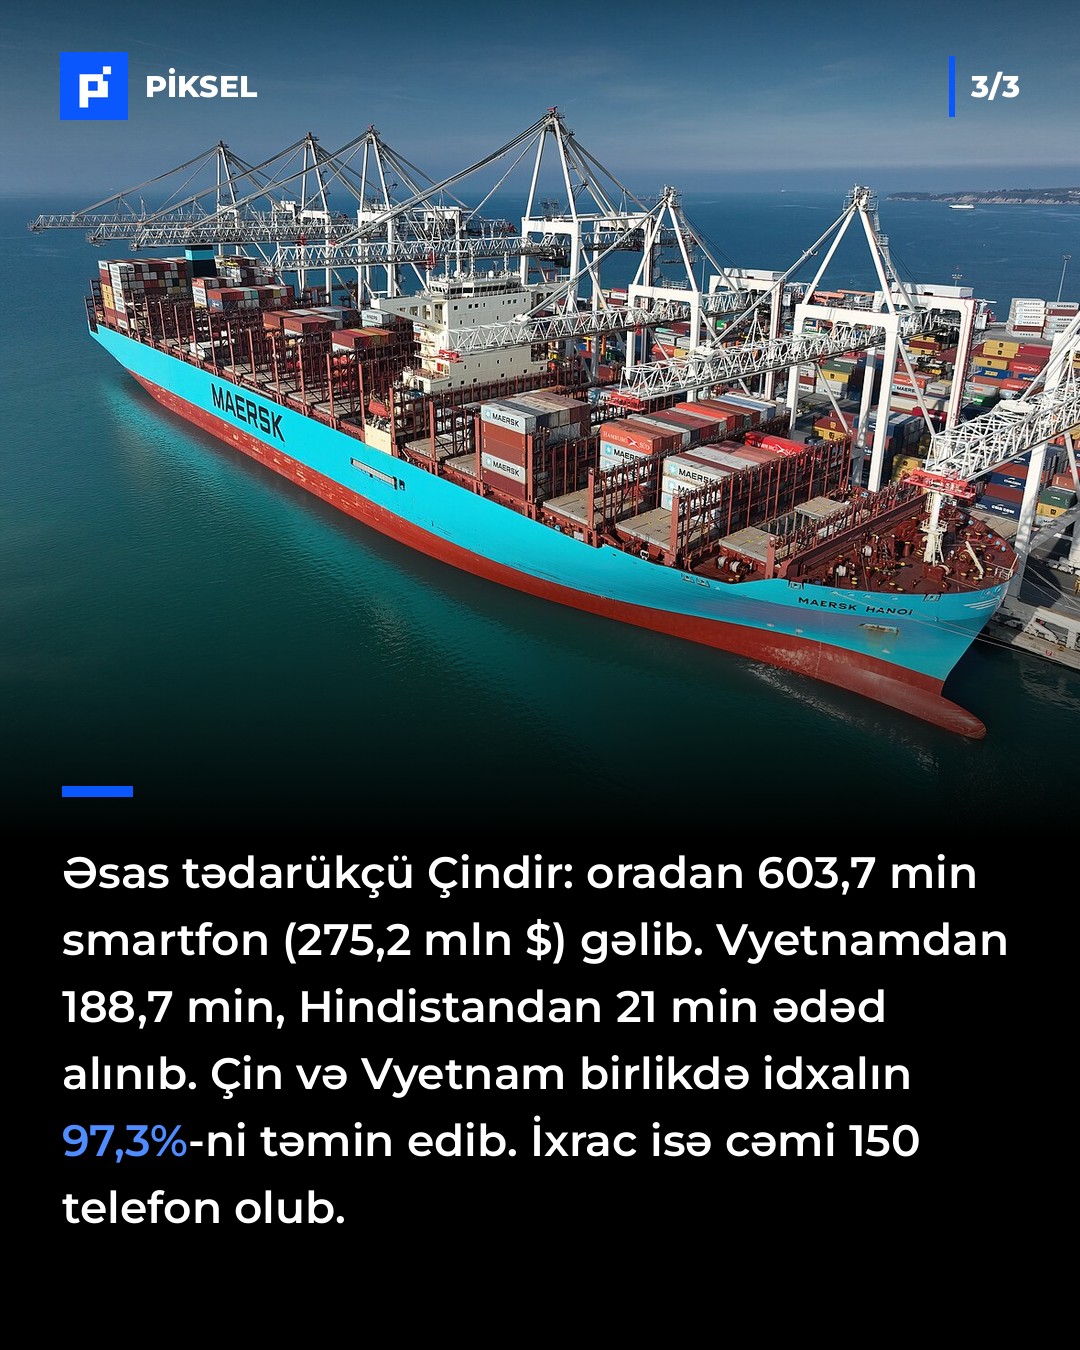 PİKSEL
3/3
MAERSK
MAERSK
MAERSK
MAERSK HANOI
Əsas tədarükçü Çindir: oradan 603,7 min
smartfon (275,2 mln $) gəlib. Vyetnamdan
188,7 min, Hindistandan 21 min ədəd
alınıb. Çin və Vyetnam birlikdə idxalın
97,3%-ni təmin edib. İxrac isə cəmi 150
telefon olub.